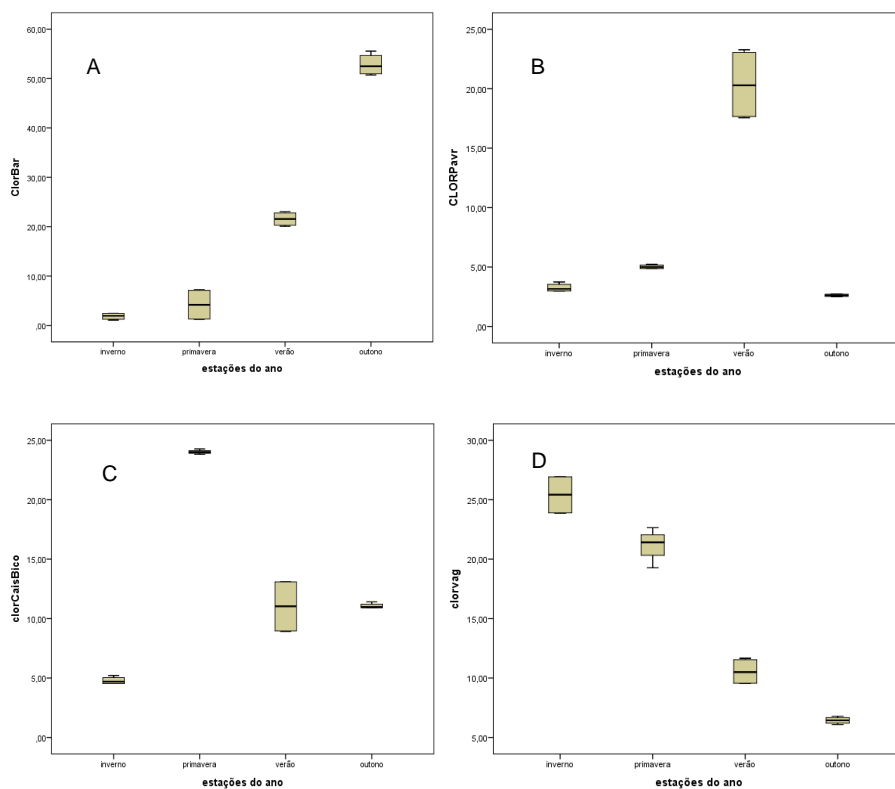 A
60,00
50,00
40,00
30,00
20,00
10,00
,00
ClorBar
inverno primavera verão outono
estações do ano
B
25,00
20,00
15,00
10,00
5,00
,00
CLORPavr
inverno primavera verão outono
estações do ano
C
25,00
20,00
15,00
10,00
5,00
,00
clorCaisBico
inverno primavera verão outono
estações do ano
D
30,00
25,00
20,00
15,00
10,00
5,00
clorvag
inverno primavera verão outono
estações do ano